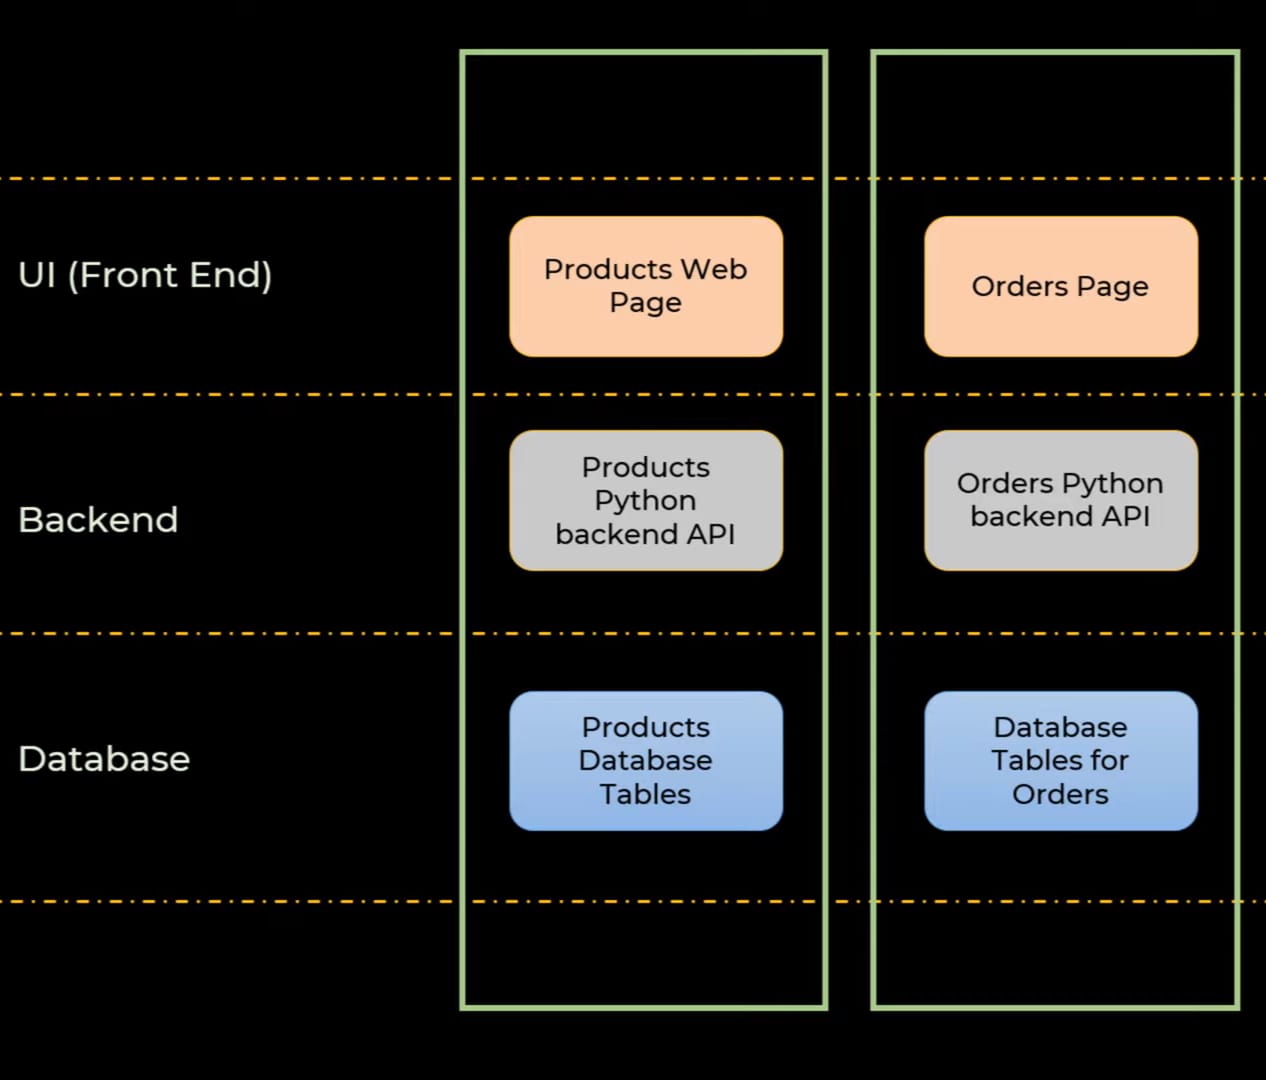 UI (Front End)
Products Web
Page
Orders Page
Backend
Products
Python
backend API
Orders Python
backend API
Database
Products
Database
Tables
Database
Tables for
Orders